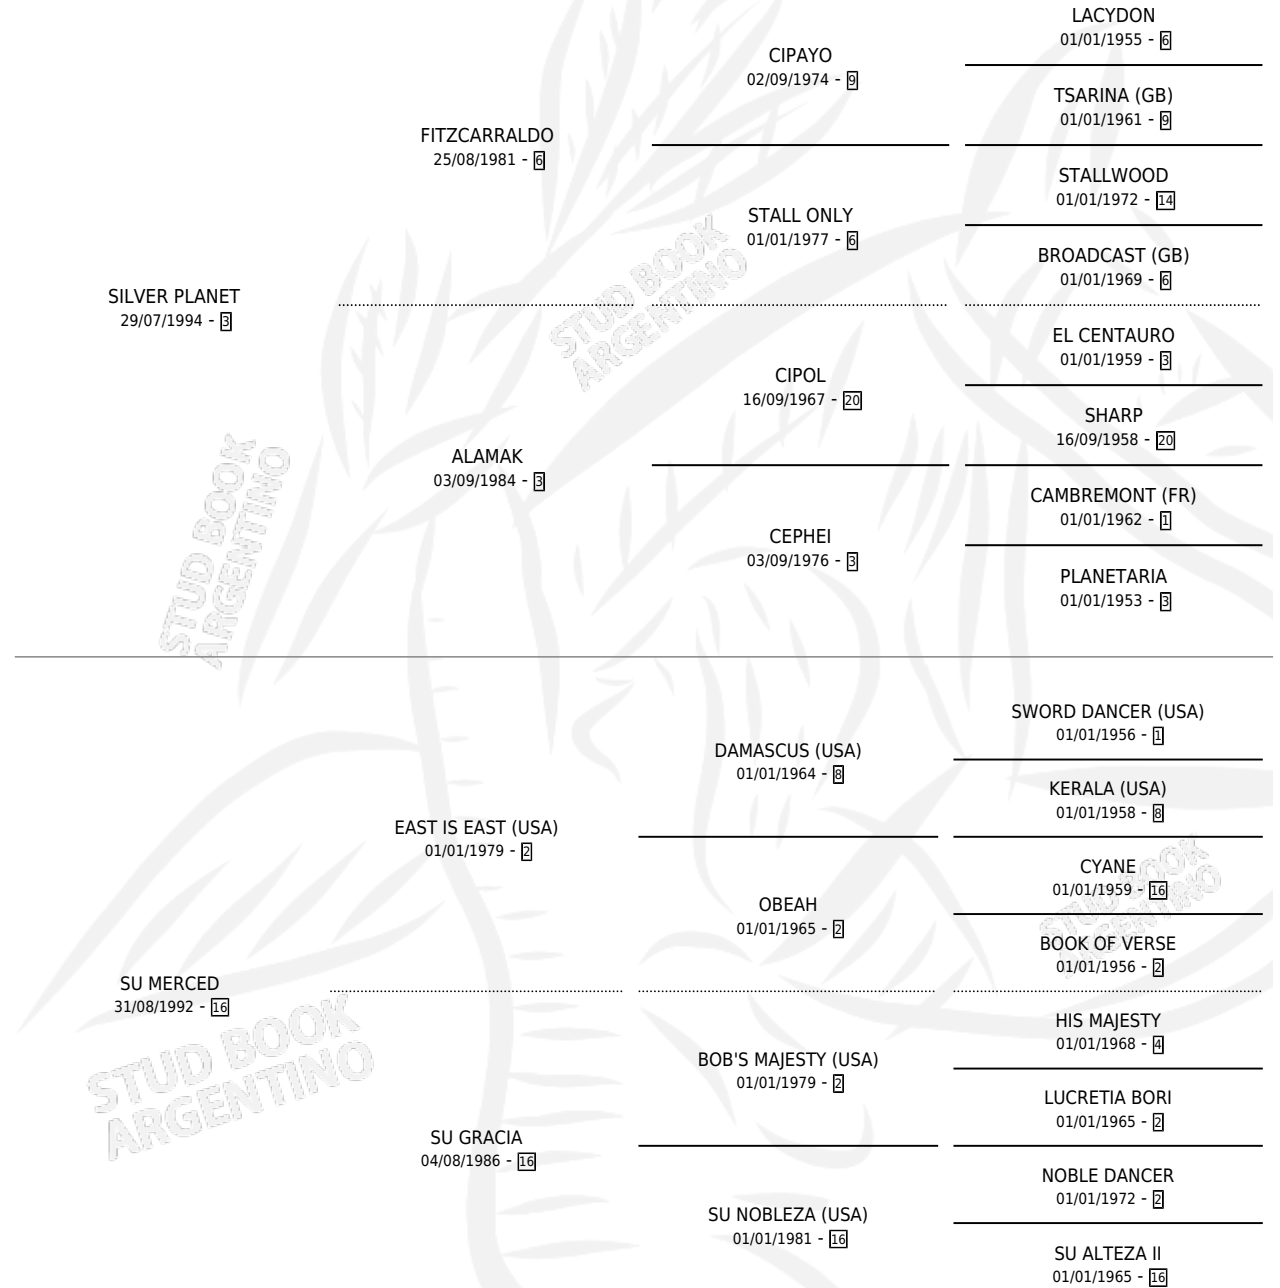 LACYDON
01/01/1955 - 6
CIPAYO
02/09/1974 - 9
TSARINA (GB)
01/01/1961 - 9
FITZCARRALDO
25/08/1981 - 6
STALLWOOD
01/01/1972 - 14
STALL ONLY
01/01/1977 - 6
BROADCAST (GB)
01/01/1969 - 6
SILVER PLANET
29/07/1994 - 3
STUD BOOK
ARGENTINO
EL CENTAURO
01/01/1959 - 3
CIPOL
16/09/1967 - 20
SHARP
16/09/1958 - 20
ALAMAK
03/09/1984 - 3
CAMBREMONT (FR)
01/01/1962 - 1
CEPHEI
03/09/1976 - 3
PLANETARIA
01/01/1953 - 3
STUD BOOK
ARGENTINO
SWORD DANCER (USA)
01/01/1956 - 1
DAMASCUS (USA)
01/01/1964 - 8
KERALA (USA)
01/01/1958 - 8
EAST IS EAST (USA)
01/01/1979 - 2
CYANE
01/01/1959 - 16
OBEAH
01/01/1965 - 2
BOOK OF VERSE
01/01/1956 - 2
STUD BOOK
ARGENTINO
SU MERCED
31/08/1992 - 16
HIS MAJESTY
01/01/1968 - 4
BOB'S MAJESTY (USA)
01/01/1979 - 2
LUCRETIA BORI
01/01/1965 - 2
STUD BOOK
ARGENTINO
SU GRACIA
04/08/1986 - 16
NOBLE DANCER
01/01/1972 - 2
SU NOBLEZA (USA)
01/01/1981 - 16
SU ALTEZA II
01/01/1965 - 16